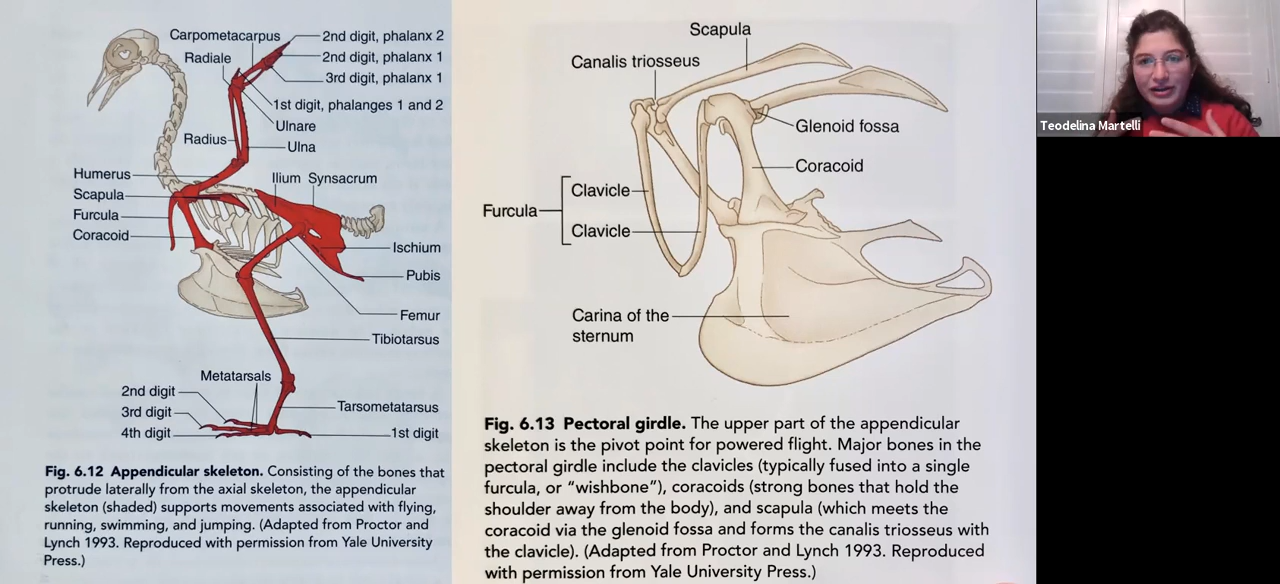 Carpometacarpus
Radiale
2nd digit, phalanx 2
2nd digit, phalanx 1
3rd digit, phalanx 1
1st digit, phalanges 1 and 2
Ulnare
Radius
Ulna
Humerus
Scapula
Furcula
Coracoid
Ilium Synsacrum
Ischium
Pubis
Femur
Tibiotarsus
Metatarsals
2nd digit
3rd digit
4th digit
Tarsometatarsus
1st digit
Fig. 6.12 Appendicular skeleton. Consisting of the bones that
protrude laterally from the axial skeleton, the appendicular
skeleton (shaded) supports movements associated with flying,
running, swimming, and jumping. (Adapted from Proctor and
Lynch 1993. Reproduced with permission from Yale University
Press.)
Scapula
Canalis triosseus
Glenoid fossa
Coracoid
Clavicle
Furcula
Clavicle
Carina of the
sternum
Fig. 6.13 Pectoral girdle. The upper part of the appendicular
skeleton is the pivot point for powered flight. Major bones in the
pectoral girdle include the clavicles (typically fused into a single
furcula, or “wishbone”), coracoids (strong bones that hold the
shoulder away from the body), and scapula (which meets the
coracoid via the glenoid fossa and forms the canalis triosseus with
the clavicle). (Adapted from Proctor and Lynch 1993. Reproduced
with permission from Yale University Press.)
Teodelina Martelli